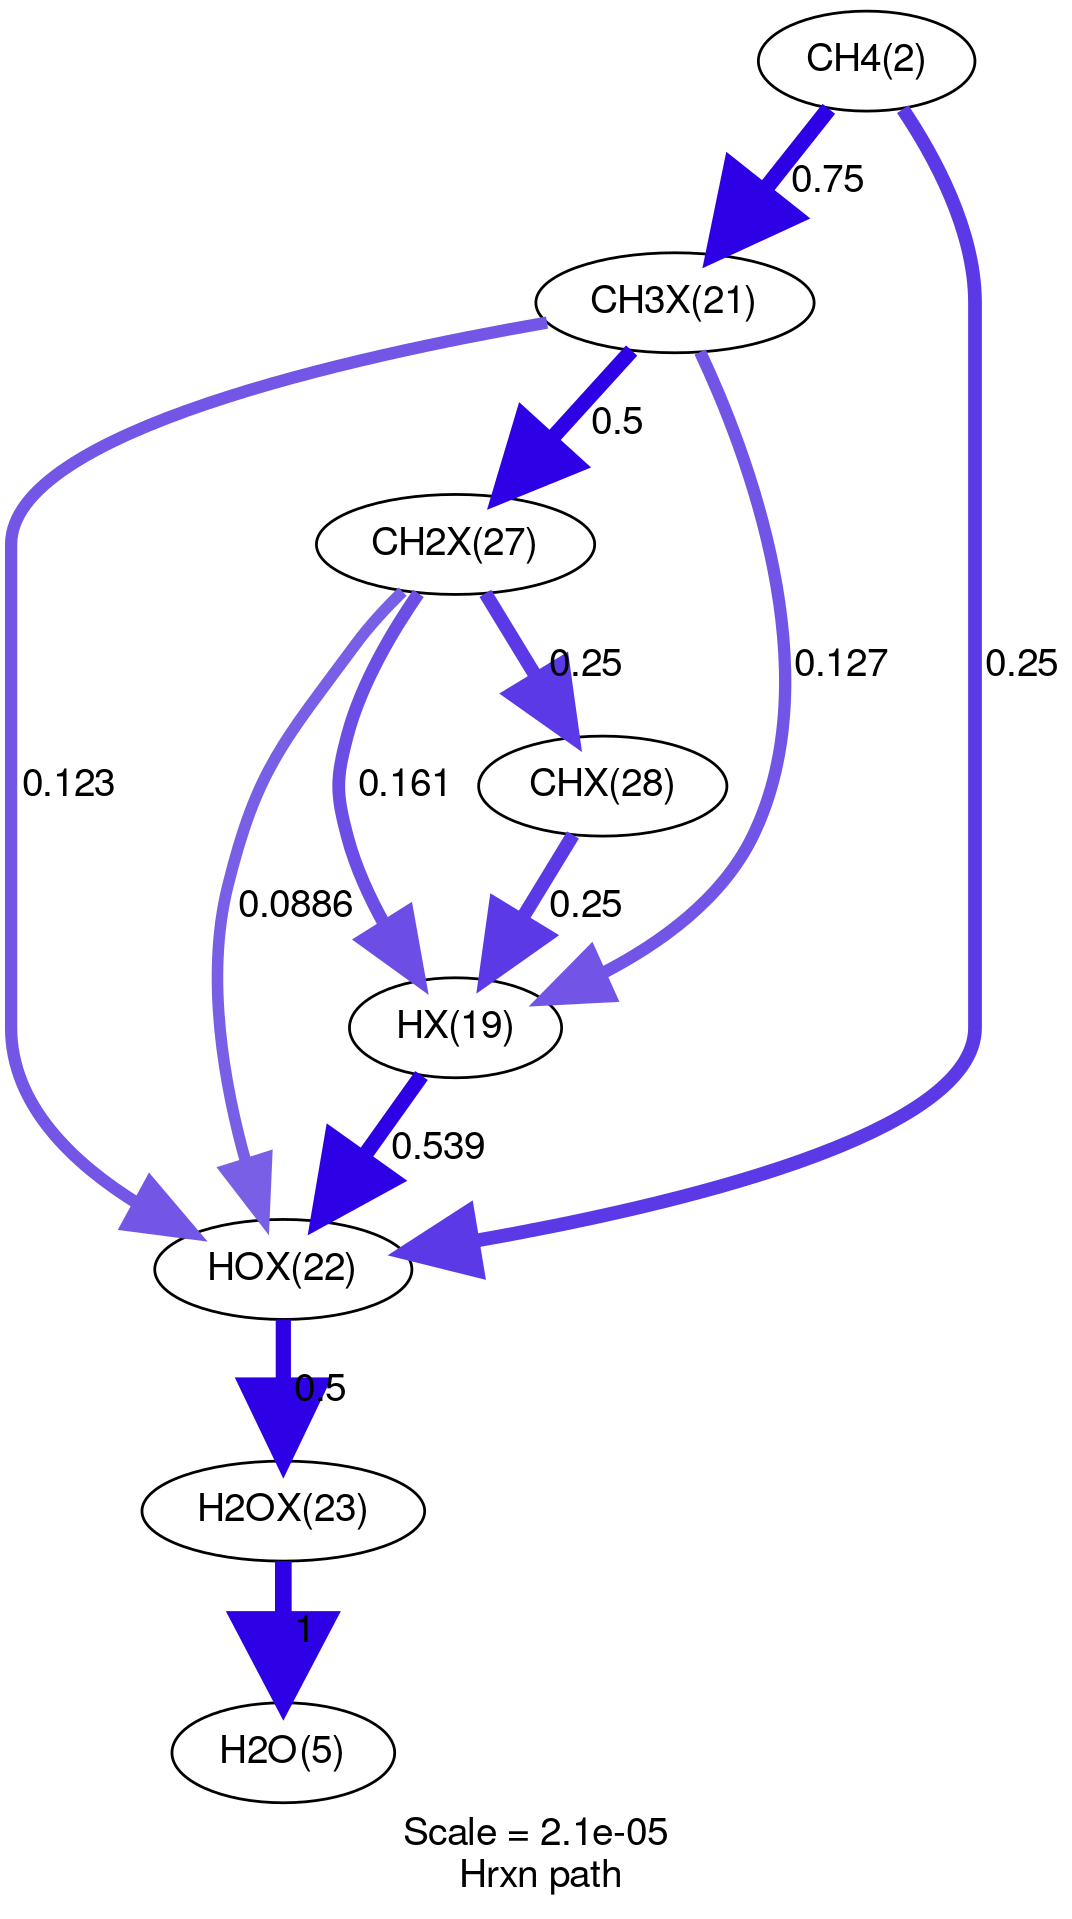 CH4(2)
0.75
CH3X(21)
0.5
CH2X(27)
0.25
0.127
0.25
0.123
0.161
CHX(28)
0.0886
0.25
HX(19)
0.539
HOX(22)
0.5
H2OX(23)
1
H2O(5)
Scale = 2.1e-05
Hrxn path